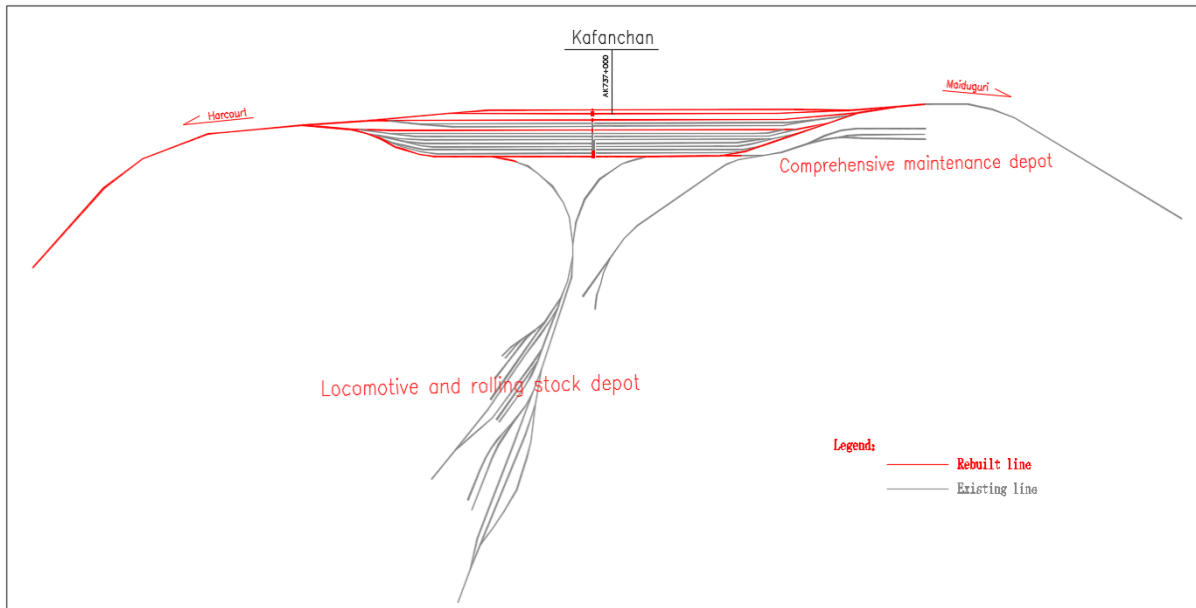 Kafanchan
AK737+000
Harcourt
Maiduguri
Comprehensive maintenance depot
Locomotive and rolling stock depot
Legend:
Rebuilt line
Existing line